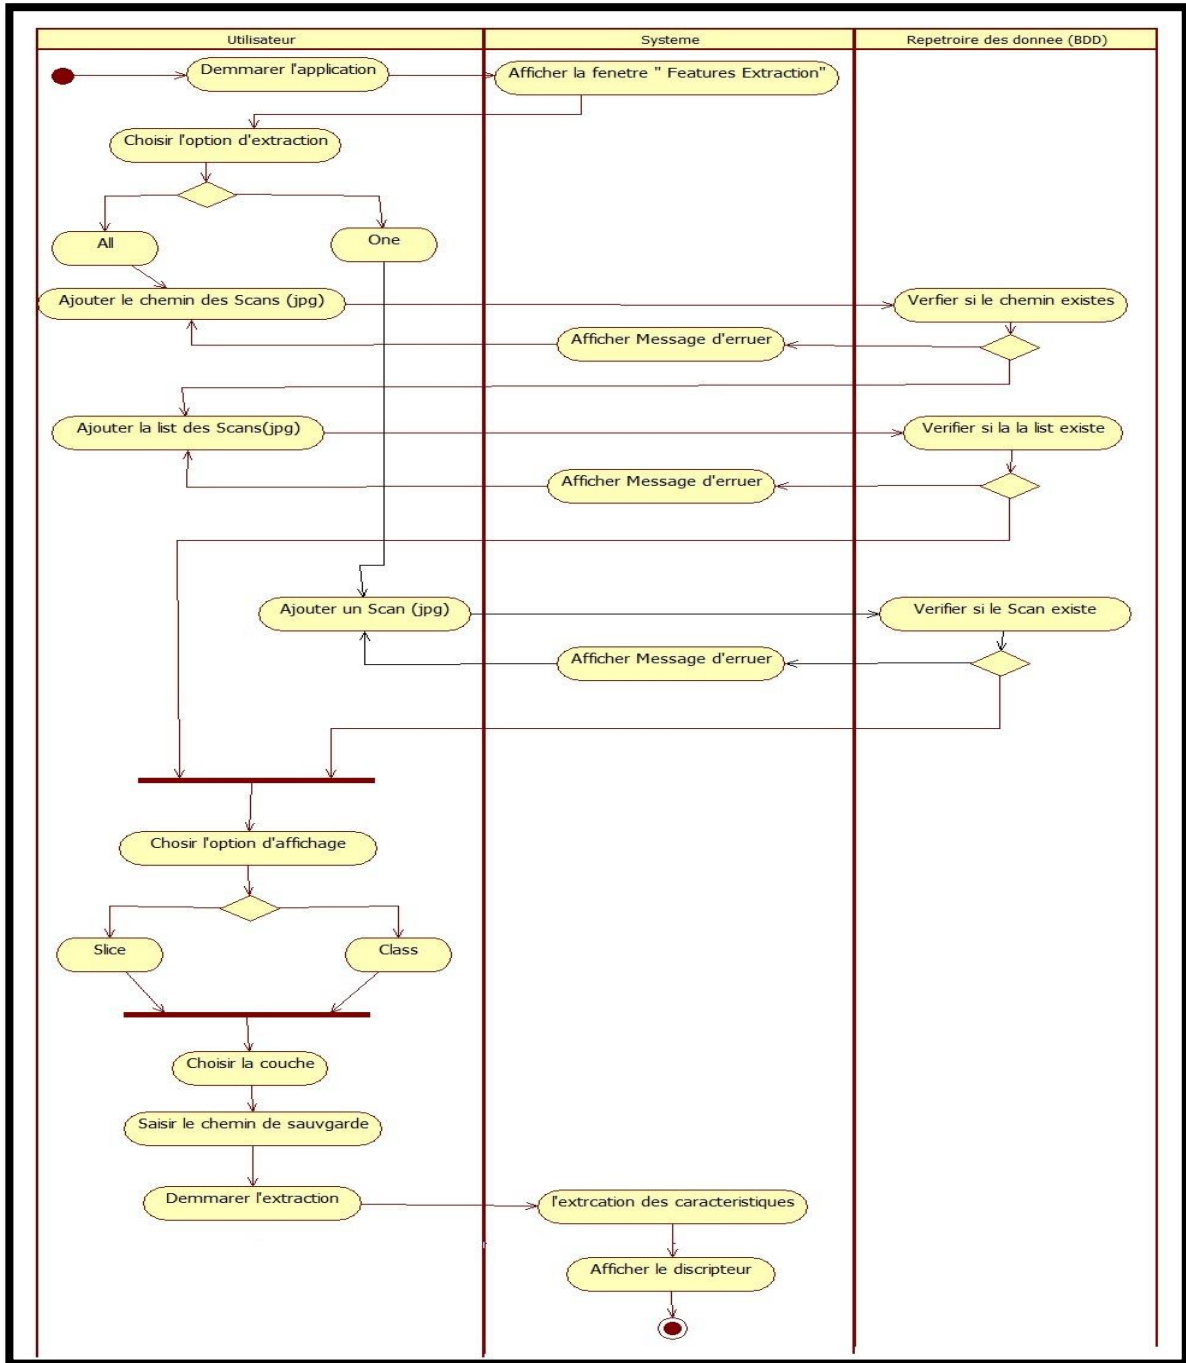 Utilisateur
Systeme
Repetroire des donnee (BDD)
Demmarer l'application
Afficher la fenetre " Features Extraction"
Choisir l'option d'extraction
All
One
Ajouter le chemin des Scans (jpg)
Verfier si le chemin existes
Afficher Message d'erruer
Ajouter la list des Scans(jpg)
Verifier si la la list existe
Afficher Message d'erruer
Ajouter un Scan (jpg)
Verifier si le Scan existe
Afficher Message d'erruer
Chosir l'option d'affichage
Slice
Class
Choisir la couche
Saisir le chemin de sauvgarde
Demmarer l'extraction
l'extrcation des caracteristiques
Afficher le discripteur